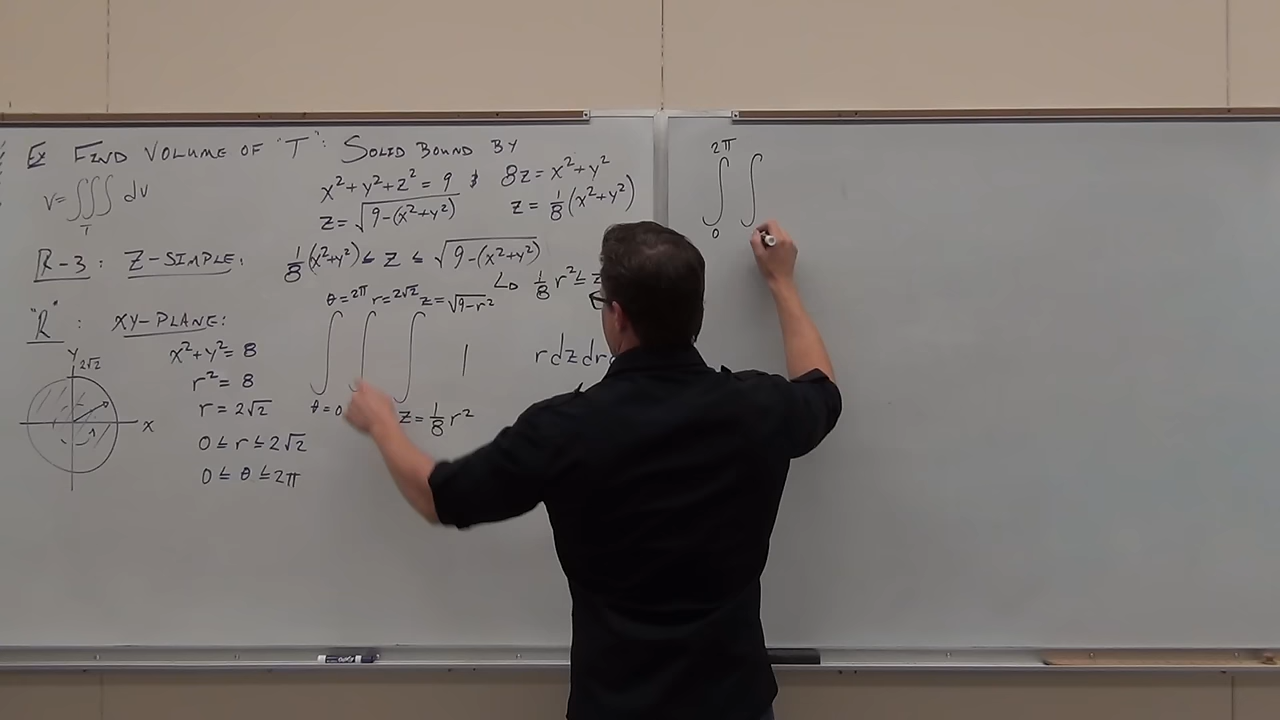 Ex Find Volume of "T": Solid Bound by
V=∭ dV
T
x²+y²+z²=9 & 8z=x²+y²
z=√9-(x²+y²) z=1/8(x²+y²)
R-3: Z-Simple: 1/8(x²+y²)≤ z ≤ √9-(x²+y²)
↳ 1/8 r²≤z
"R": XY-Plane:
θ=2π r=2√2 z=√9-r²
∫ ∫ ∫ 1 r dz dr
θ=0 z=1/8 r²
x²+y²=8
r²=8
r=2√2
0≤r≤2√2
0≤θ≤2π
Y
2√2
X
2π
∫ ∫
0